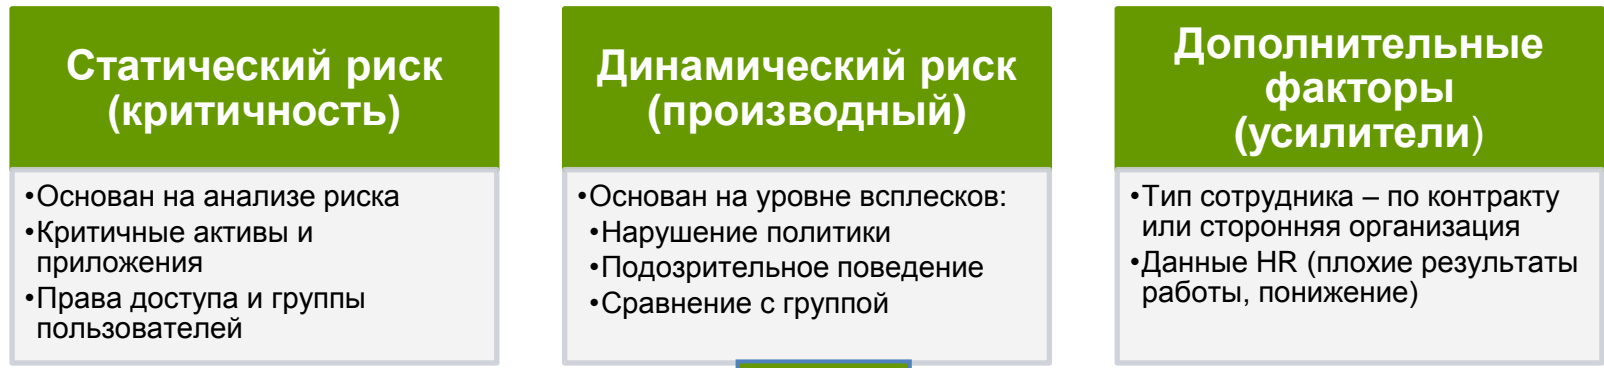 Статический риск
(критичность)
•Основан на анализе риска
•Критичные активы и
приложения
•Права доступа и группы
пользователей
Динамический риск
(производный)
•Основан на уровне всплесков:
•Нарушение политики
•Подозрительное поведение
•Сравнение с группой
Дополнительные
факторы
(усилители)
•Тип сотрудника – по контракту
или сторонняя организация
•Данные HR (плохие результаты
работы, понижение)